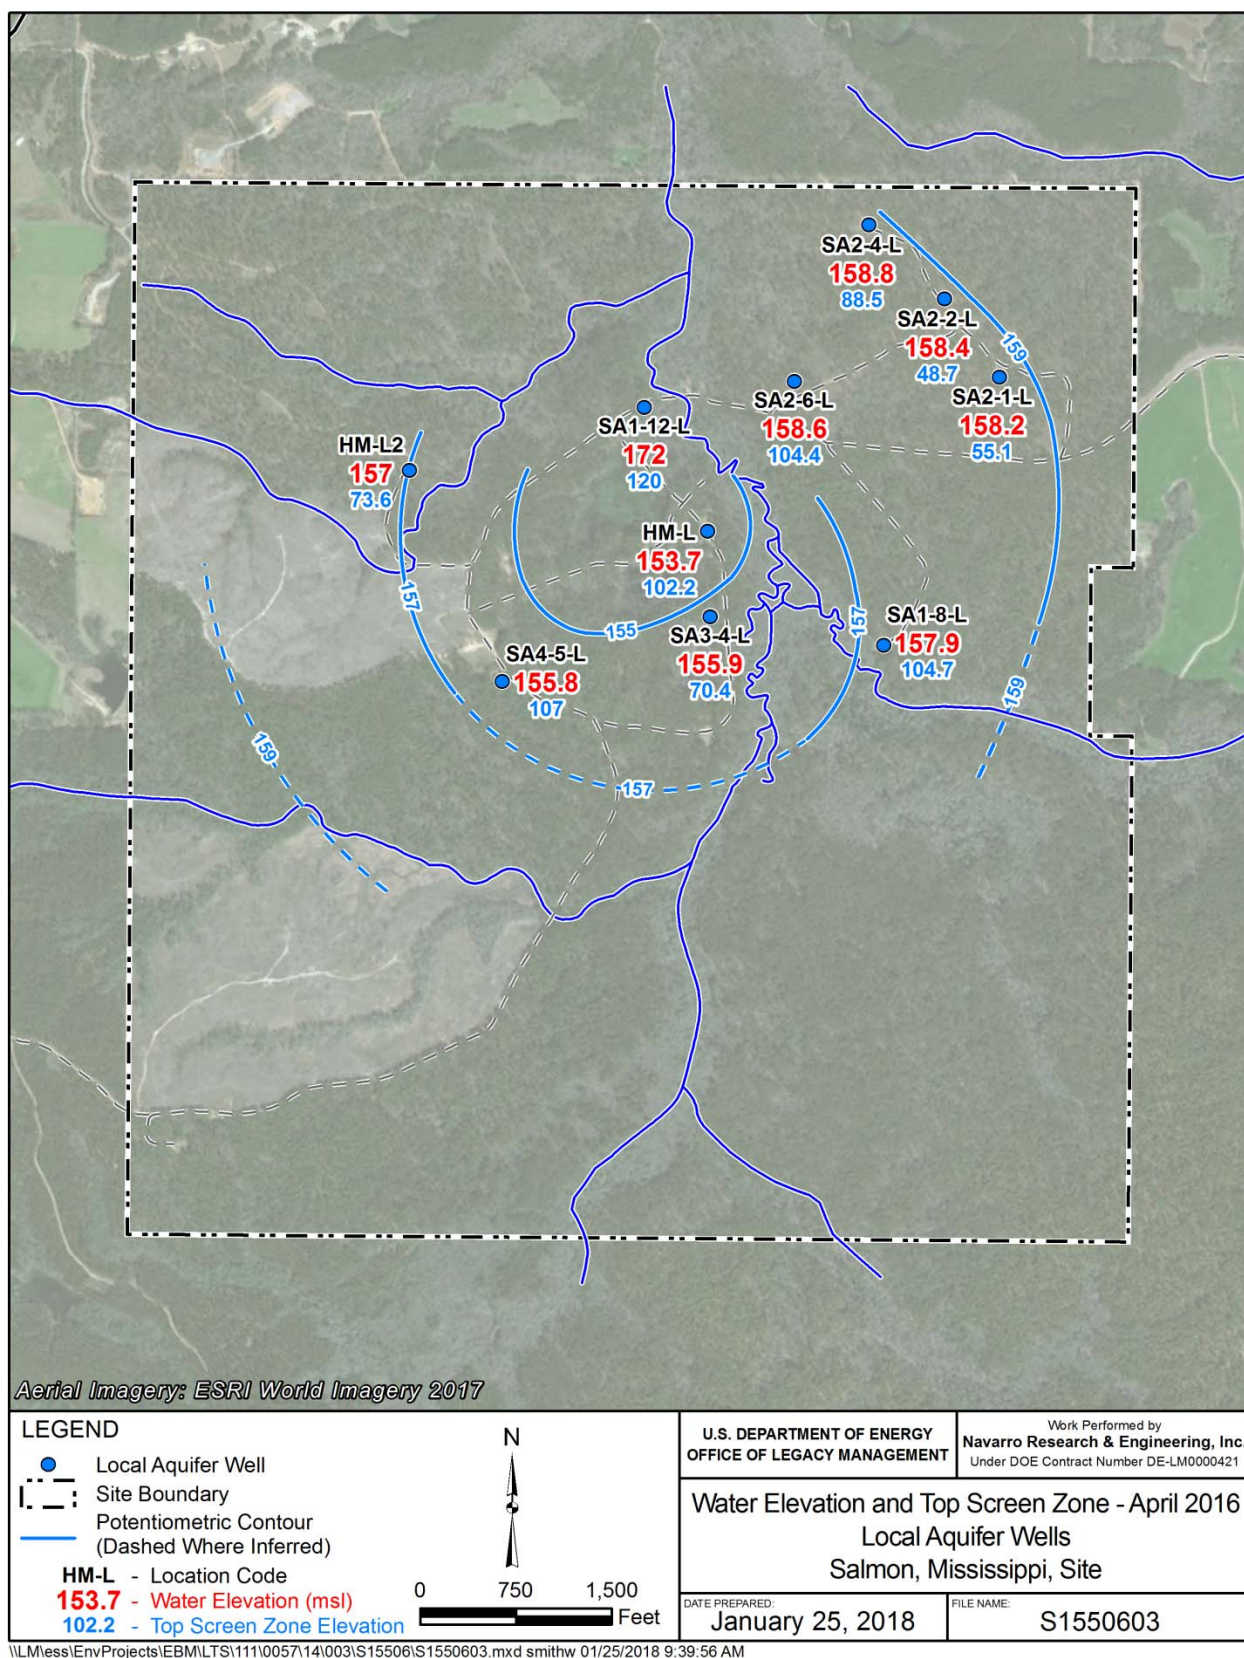 SA2-4-L
158.8
88.5
SA2-2-L
158.4
48.7
159
SA2-1-L
158.2
55.1
SA2-6-L
158.6
104.4
SA1-12-L
172
120
HM-L2
157
73.6
HM-L
153.7
102.2
157
155
SA3-4-L
155.9
70.4
157
SA1-8-L
157.9
104.7
SA4-5-L
155.8
107
159
159
157
Aerial Imagery: ESRI World Imagery 2017
LEGEND
Local Aquifer Well
Site Boundary
Potentiometric Contour
(Dashed Where Inferred)
HM-L - Location Code
153.7 - Water Elevation (msl)
102.2 - Top Screen Zone Elevation
N
0 750 1,500
Feet
U.S. DEPARTMENT OF ENERGY
OFFICE OF LEGACY MANAGEMENT
Work Performed by
Navarro Research & Engineering, Inc.
Under DOE Contract Number DE-LM0000421
Water Elevation and Top Screen Zone - April 2016
Local Aquifer Wells
Salmon, Mississippi, Site
DATE PREPARED:
January 25, 2018
FILE NAME:
S1550603
\\LM\ess\EnvProjects\EBM\LTS\111\0057\14\003\S15506\S1550603.mxd smithw 01/25/2018 9:39:56 AM